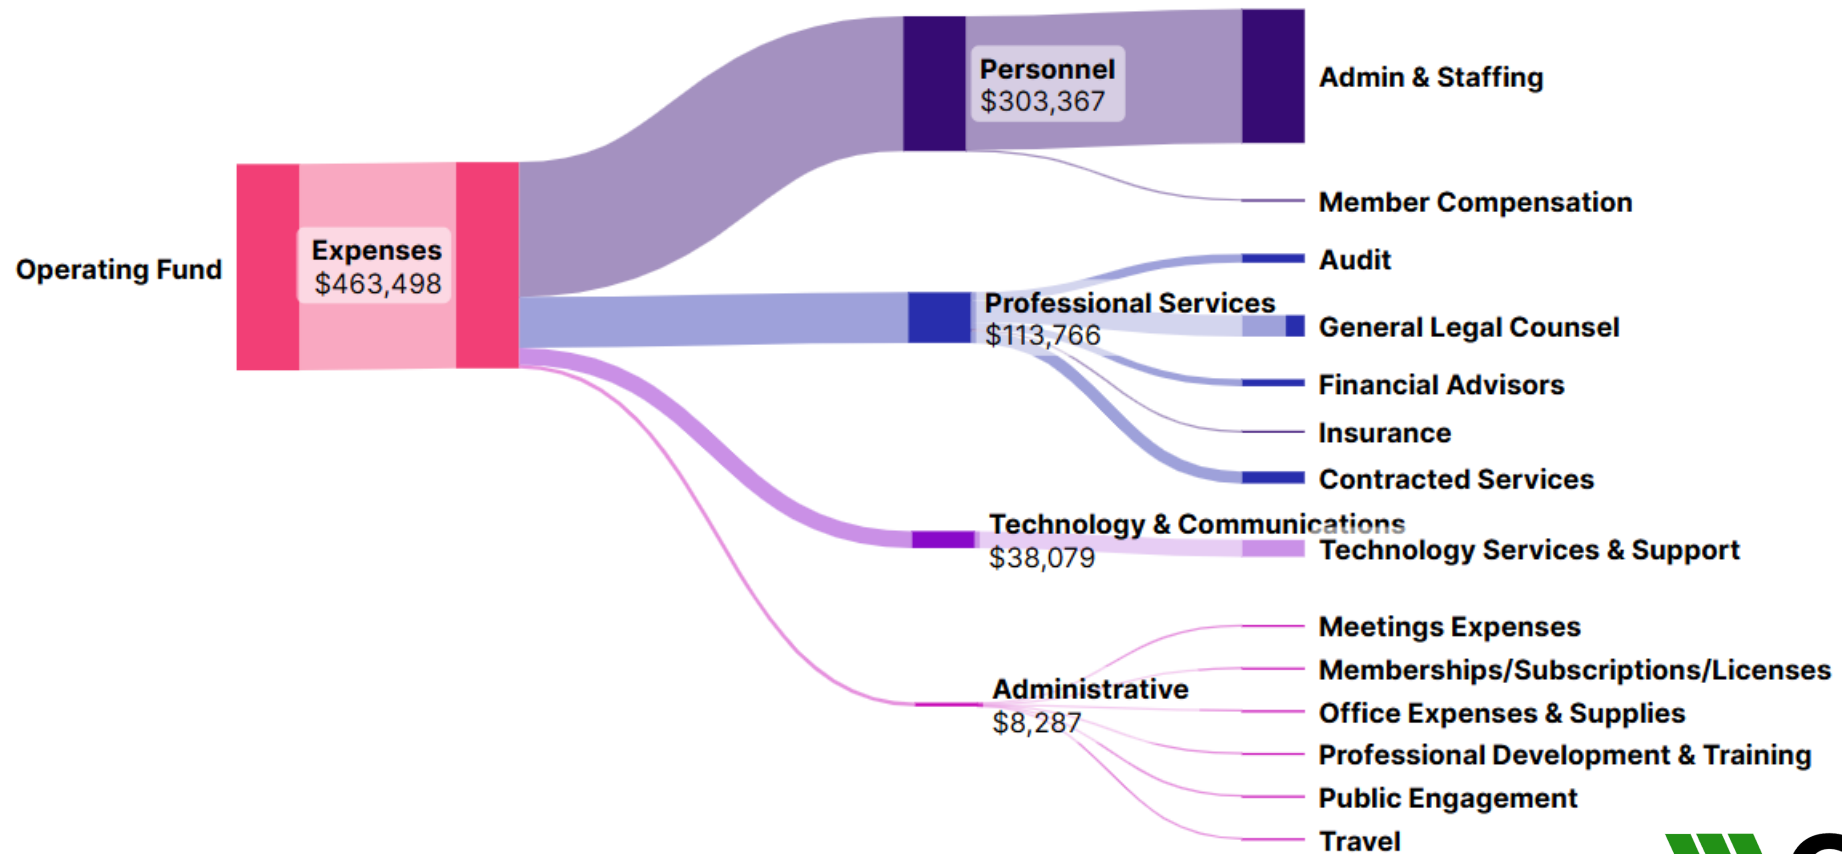 Operating Fund
Expenses
$463,498
Personnel
$303,367
Admin & Staffing
Member Compensation
Audit
Professional Services
$113,766
General Legal Counsel
Financial Advisors
Insurance
Contracted Services
Technology & Communications
$38,079
Technology Services & Support
Meetings Expenses
Memberships/Subscriptions/Licenses
Administrative
$8,287
Office Expenses & Supplies
Professional Development & Training
Public Engagement
Travel